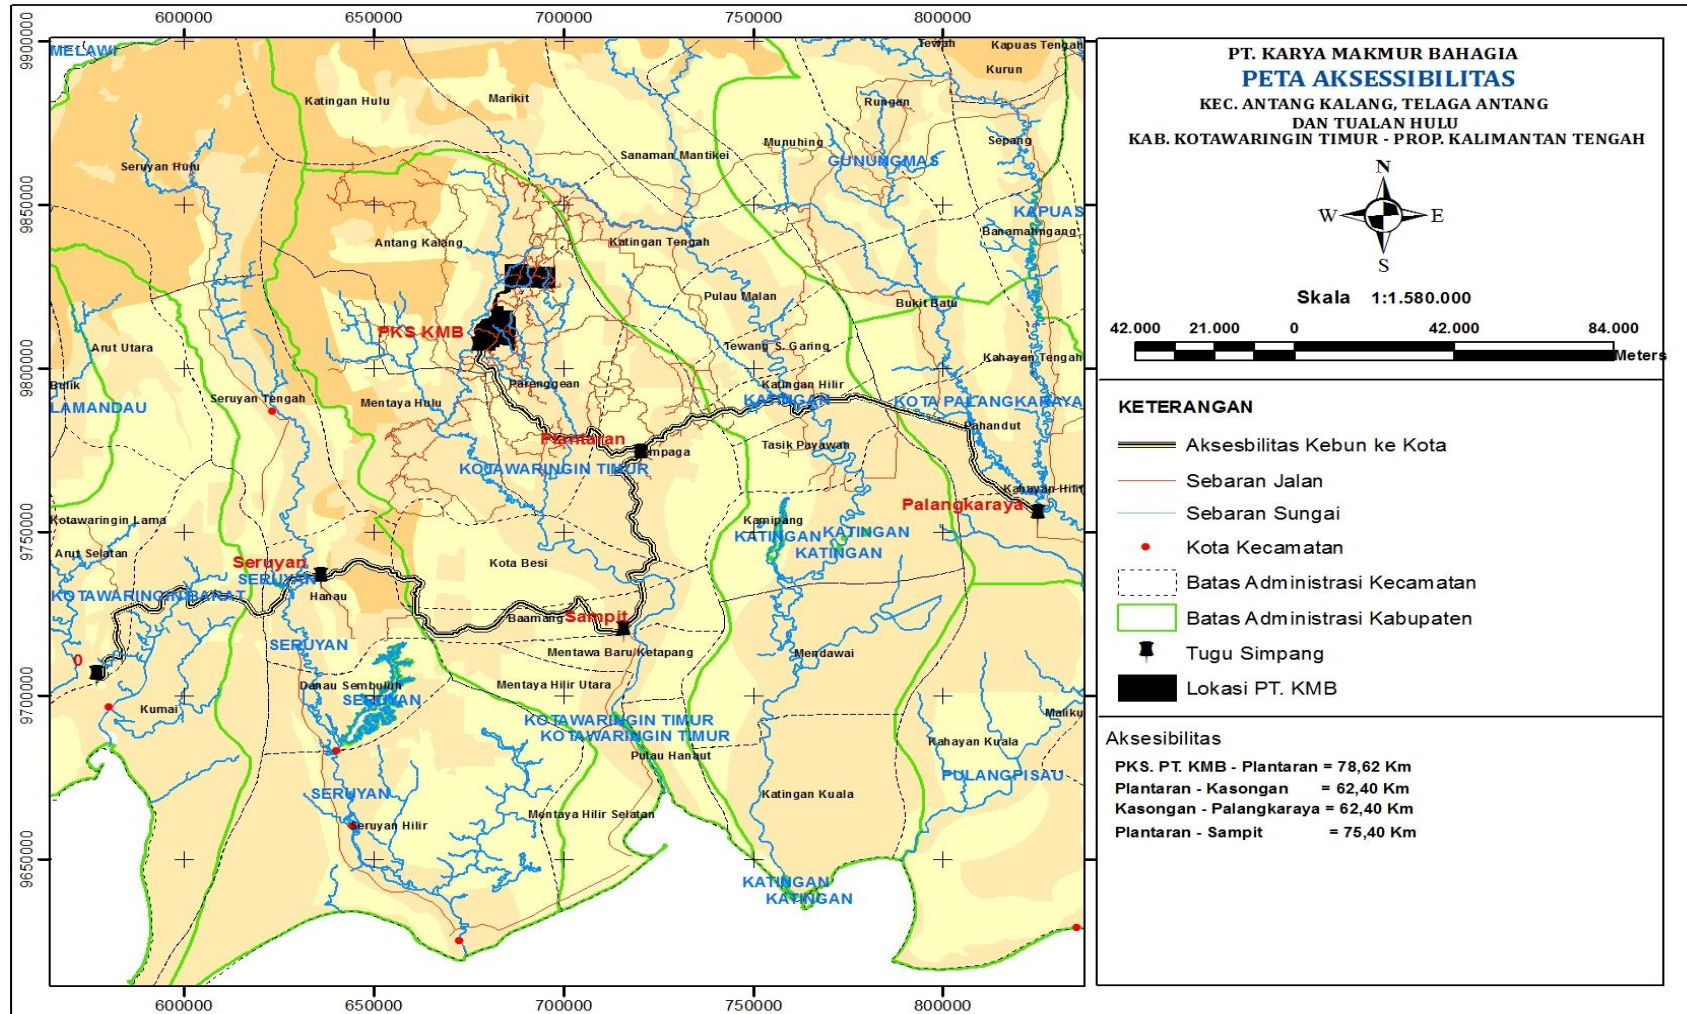 600000 650000 700000 750000 800000
9900000
9850000
9800000
9750000
9700000
9650000
MELAWI
Tewah
Kapuas Tengah
Kurun
Katingan Hulu
Marikit
Rungan
Seruyan Hulu
Sanaman Mantikei
Munuhing
Sepang
GUNUNGMAS
KAPUAS
Banamatingang
Antang Kalang
Katingan Tengah
Pulau Malan
Bukit Batu
PKS KMB
Arut Utara
Tewang S. Garing
Kahayan Tengah
Bulik
Parenggean
Katingan Hilir
LAMANDAU
Seruyan Tengah
Mentaya Hulu
KATINGAN
KOTA PALANGKARAYA
Pahandut
Plantaran
Cempaga
Tasik Payawan
KOTAWARINGIN TIMUR
Kahayan Hilir
Palangkaraya
Kotawaringin Lama
Kamipang
KATINGAN
KATINGAN
KATINGAN
Arut Selatan
Seruyan
Kota Besi
SERUYAN
Hanau
KOTAWARINGIN BARAT
Baamang
Sampit
SERUYAN
Mentawa Baru/Ketapang
Mendawai
0
Danau Sembuluh
Mentaya Hilir Utara
SERUYAN
Kumai
KOTAWARINGIN TIMUR
KOTAWARINGIN TIMUR
Maliku
Kahayan Kuala
Pulau Hanaut
PULANGPISAU
SERUYAN
Katingan Kuala
Seruyan Hilir
Mentaya Hilir Selatan
KATINGAN
KATINGAN
600000 650000 700000 750000 800000
PT. KARYA MAKMUR BAHAGIA
PETA AKSESSIBILITAS
KEC. ANTANG KALANG, TELAGA ANTANG
DAN TUALAN HULU
KAB. KOTAWARINGIN TIMUR - PROP. KALIMANTAN TENGAH
N
W E
S
Skala 1:1.580.000
42.000 21.000 0 42.000 84.000
Meters
KETERANGAN
Aksesbilitas Kebun ke Kota
Sebaran Jalan
Sebaran Sungai
Kota Kecamatan
Batas Administrasi Kecamatan
Batas Administrasi Kabupaten
Tugu Simpang
Lokasi PT. KMB
Aksesibilitas
PKS. PT. KMB - Plantaran = 78,62 Km
Plantaran - Kasongan = 62,40 Km
Kasongan - Palangkaraya = 62,40 Km
Plantaran - Sampit = 75,40 Km